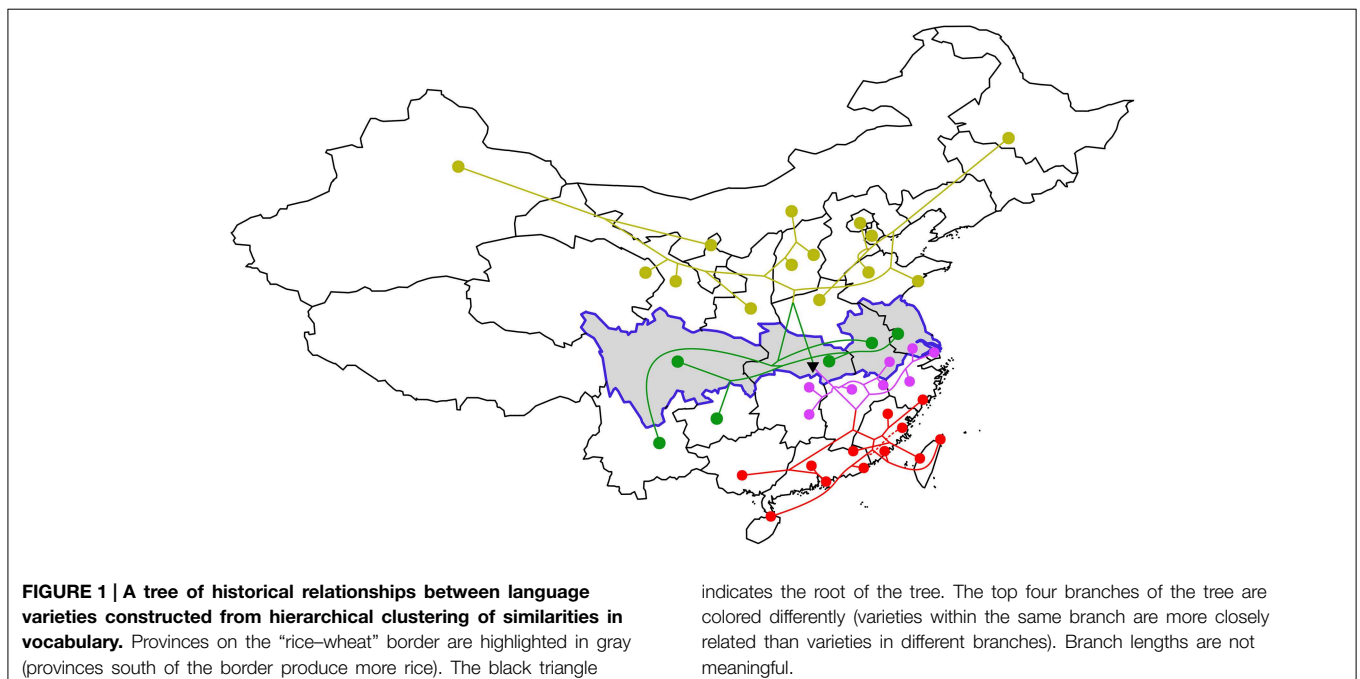 FIGURE 1 | A tree of historical relationships between language
varieties constructed from hierarchical clustering of similarities in
vocabulary. Provinces on the “rice–wheat” border are highlighted in gray
(provinces south of the border produce more rice). The black triangle
indicates the root of the tree. The top four branches of the tree are
colored differently (varieties within the same branch are more closely
related than varieties in different branches). Branch lengths are not
meaningful.